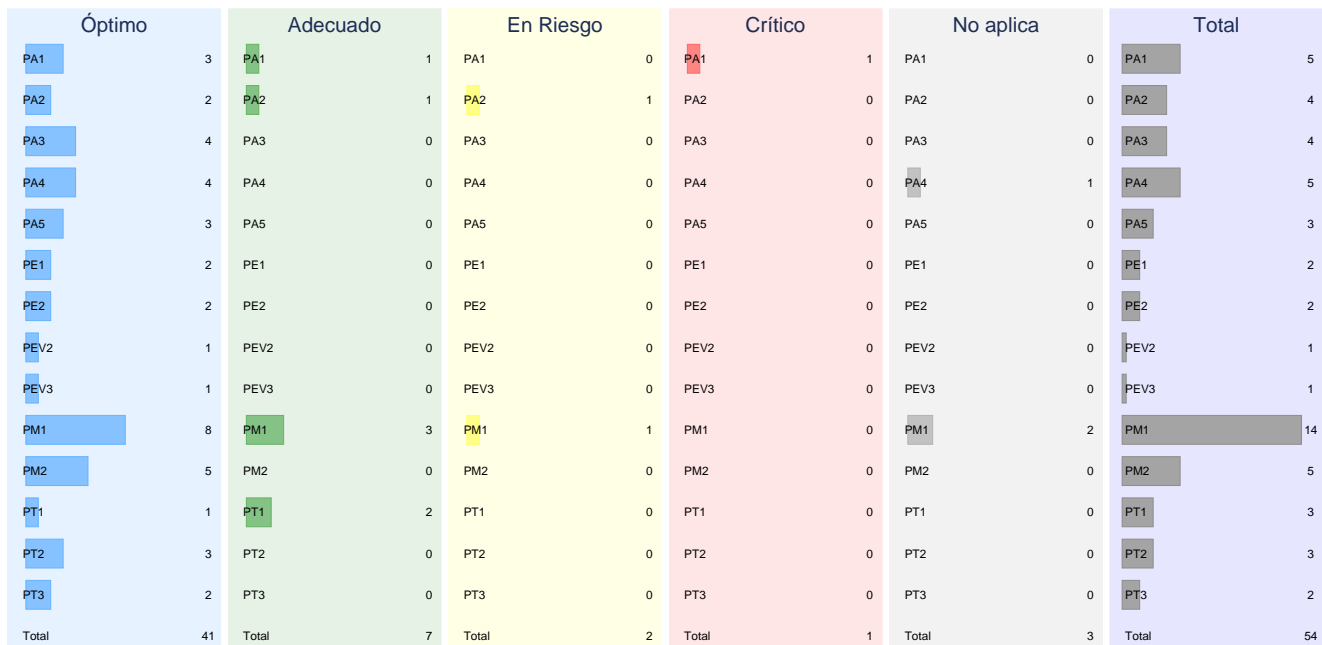 Óptimo Adecuado En Riesgo Crítico No aplica Total
PA1 3 PA1 1 PA1 0 PA1 1 PA1 0 PA1 5
PA2 2 PA2 1 PA2 1 PA2 0 PA2 0 PA2 4
PA3 4 PA3 0 PA3 0 PA3 0 PA3 0 PA3 4
PA4 4 PA4 0 PA4 0 PA4 0 PA4 1 PA4 5
PA5 3 PA5 0 PA5 0 PA5 0 PA5 0 PA5 3
PE1 2 PE1 0 PE1 0 PE1 0 PE1 0 PE1 2
PE2 2 PE2 0 PE2 0 PE2 0 PE2 0 PE2 2
PEV2 1 PEV2 0 PEV2 0 PEV2 0 PEV2 0 PEV2 1
PEV3 1 PEV3 0 PEV3 0 PEV3 0 PEV3 0 PEV3 1
PM1 8 PM1 3 PM1 1 PM1 0 PM1 2 PM1 14
PM2 5 PM2 0 PM2 0 PM2 0 PM2 0 PM2 5
PT1 1 PT1 2 PT1 0 PT1 0 PT1 0 PT1 3
PT2 3 PT2 0 PT2 0 PT2 0 PT2 0 PT2 3
PT3 2 PT3 0 PT3 0 PT3 0 PT3 0 PT3 2
Total 41 Total 7 Total 2 Total 1 Total 3 Total 54